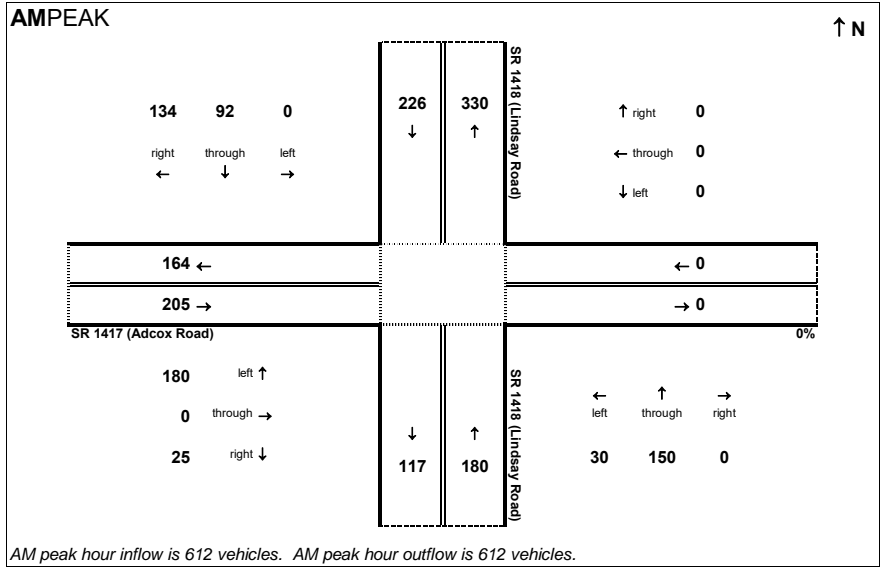 AMPEAK
↑ N
134 92 0
right through left
← ↓ →
226 330
↓ ↑
SR 1418 (Lindsay Road)
↑ right 0
← through 0
↓ left 0
164 ←
205 →
← 0
→ 0
SR 1417 (Adcox Road)
0%
180 left ↑
0 through →
25 right ↓
↓ ↑
117 180
SR 1418 (Lindsay Road)
← ↑ →
left through right
30 150 0
AM peak hour inflow is 612 vehicles. AM peak hour outflow is 612 vehicles.